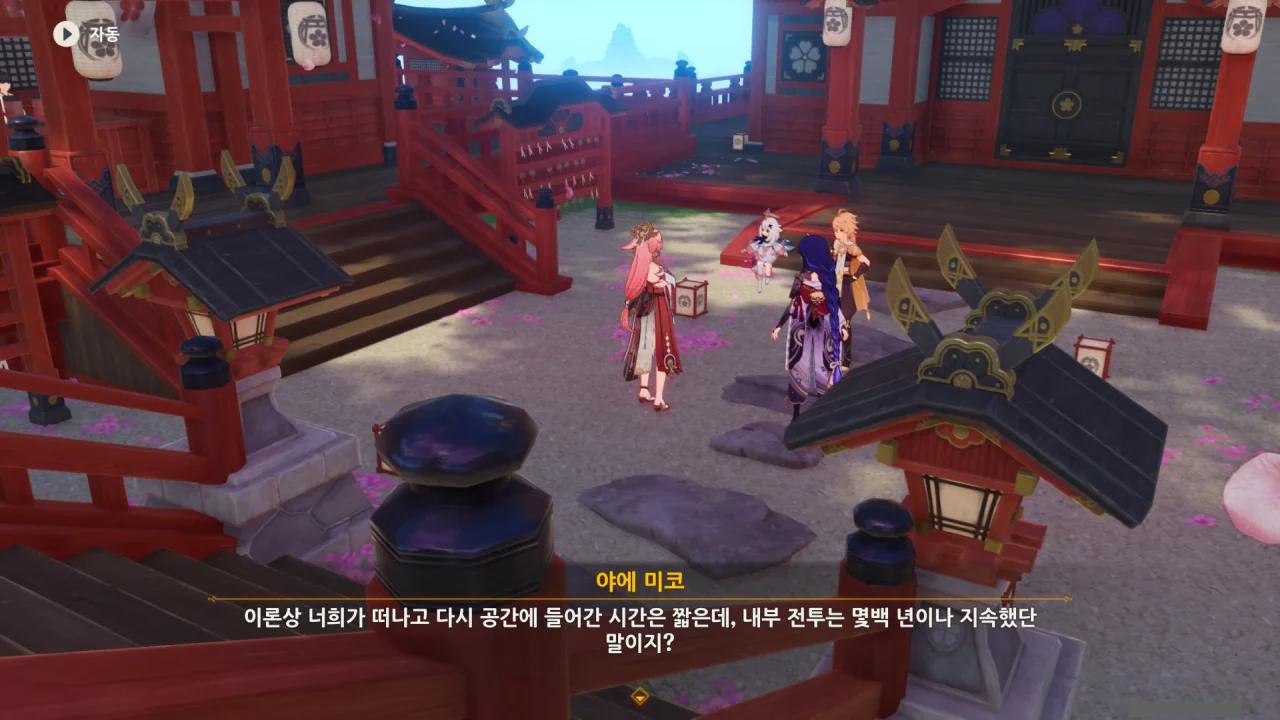 자동
야에 미코
이론상 너희가 떠나고 다시 공간에 들어간 시간은 짧은데, 내부 전투는 몇백 년이나 지속했단
말이지?